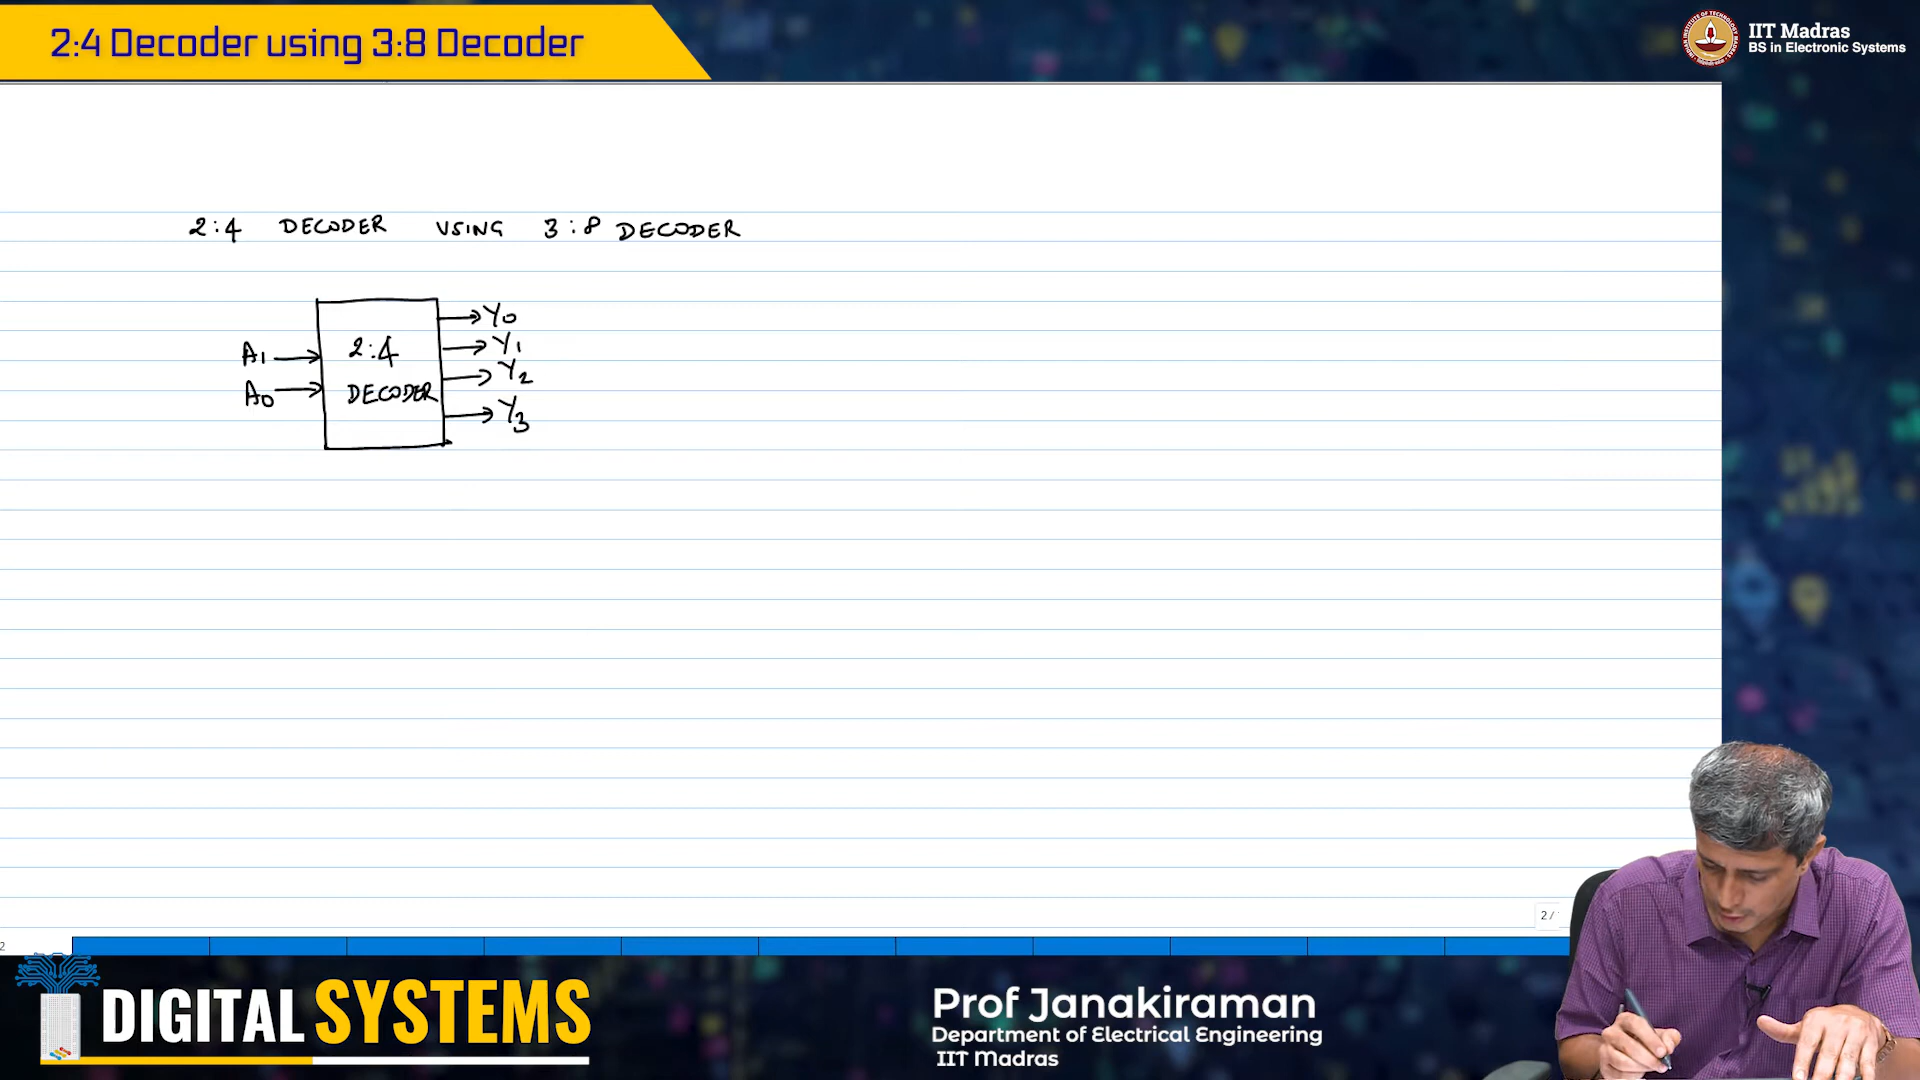 2:4 Decoder using 3:8 Decoder
IIT Madras
BS in Electronic Systems
2:4 DECODER USING 3:8 DECODER
A1
A0
2:4
DECODER
Y0
Y1
Y2
Y3
2/
2
DIGITAL SYSTEMS
Prof Janakiraman
Department of Electrical Engineering
IIT Madras